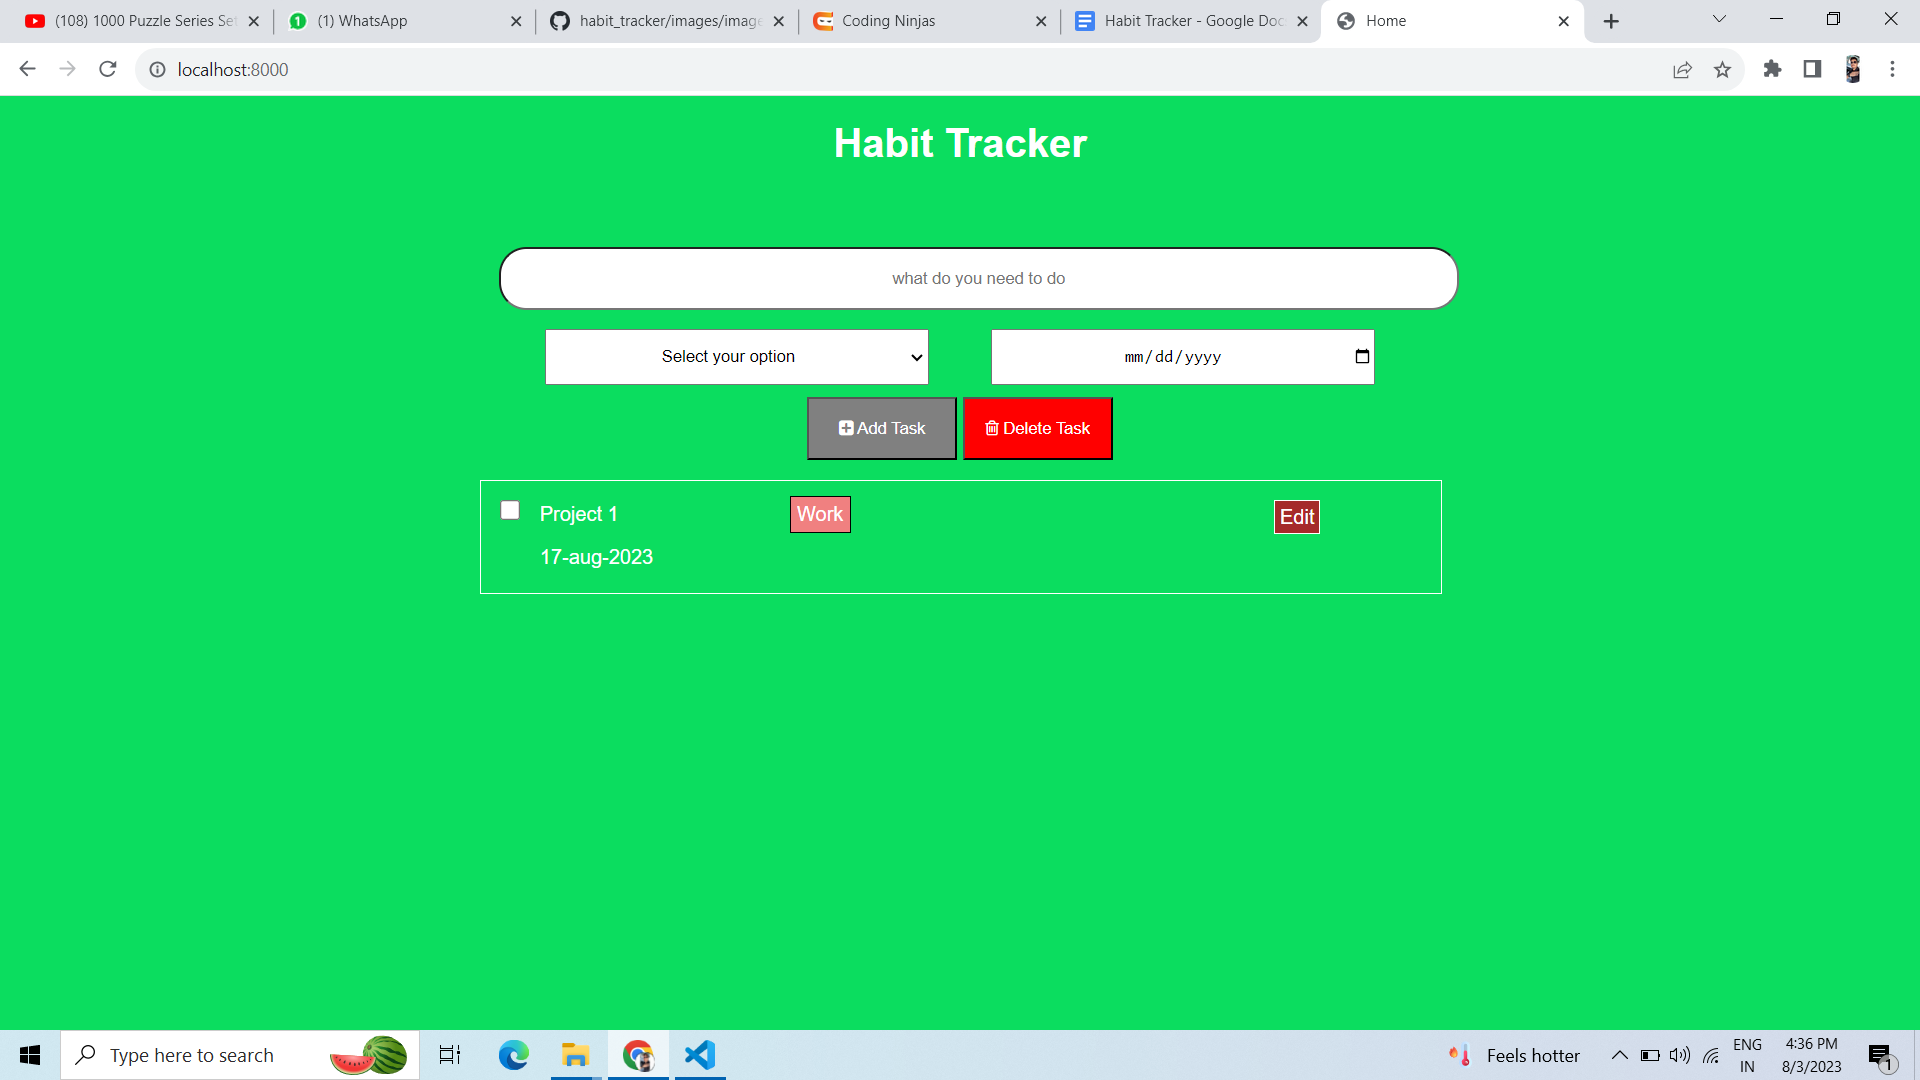 (108) 1000 Puzzle Series Set
(1) WhatsApp
habit_tracker/images/image
Coding Ninjas
Habit Tracker - Google Doc
Home
localhost:8000
Habit Tracker
what do you need to do
Select your option
mm/dd/yyyy
Add Task
Delete Task
Project 1
Work
Edit
17-aug-2023
Type here to search
Feels hotter
ENG
IN
4:36 PM
8/3/2023
1